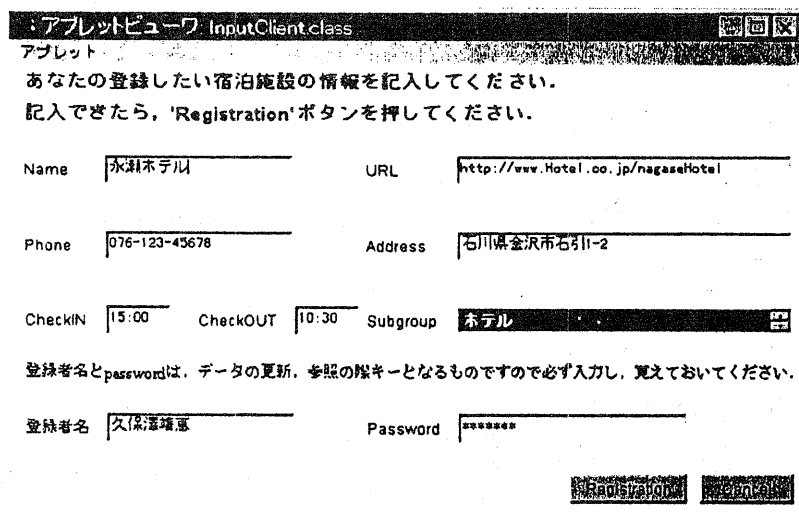 アプレットビューワ: InputClient.class
アプレット
あなたの登録したい宿泊施設の情報を記入してください.
記入できたら, 'Registration'ボタンを押してください.
Name 永瀬ホテル URL http://www.Hotel.co.jp/nagaseHotel
Phone 076-123-45678 Address 石川県金沢市石引1-2
CheckIN 15:00 CheckOUT 10:30 Subgroup ホテル
登録者名とpasswordは, データの更新, 参照の際キーとなるものですので必ず入力し, 覚えておいてください.
登録者名 久保澤靖恵 Password *******
Registration Cancel